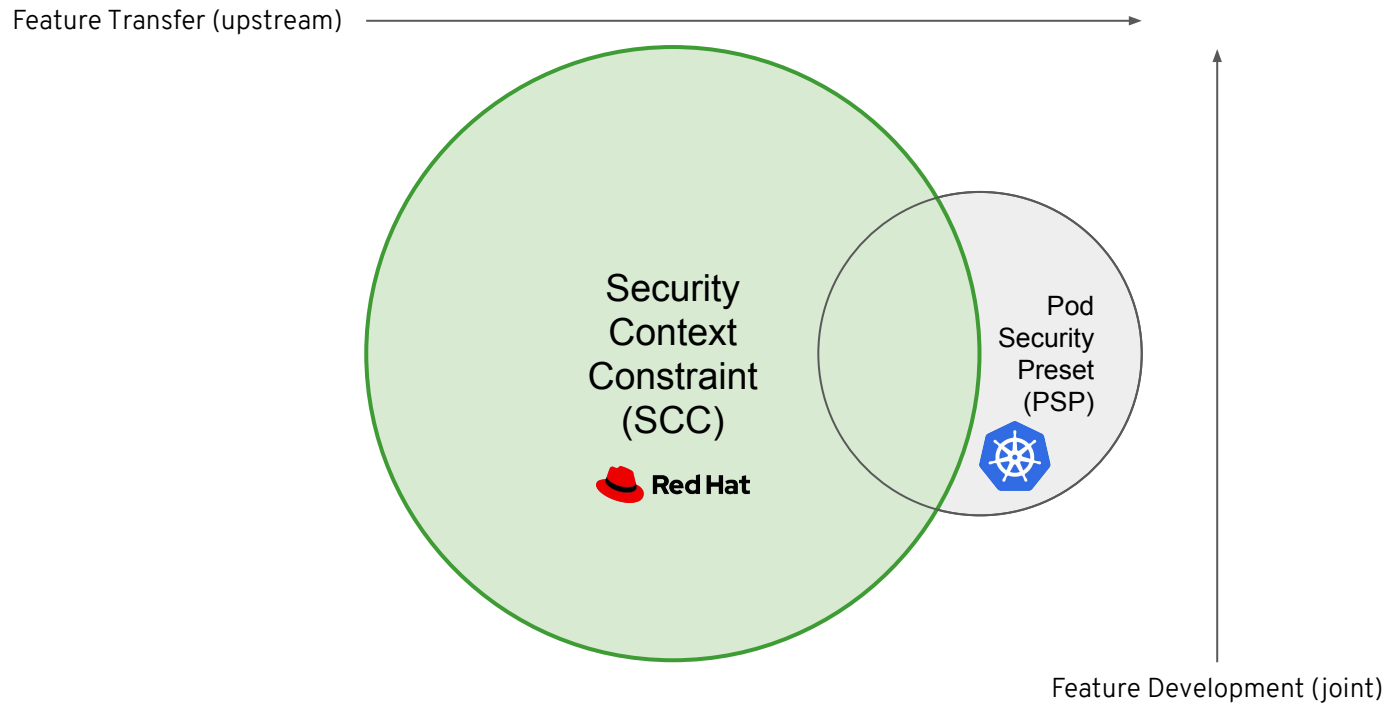 Feature Transfer (upstream)
Security
Context
Constraint
(SCC)
Red Hat
Pod
Security
Preset
(PSP)
Feature Development (joint)